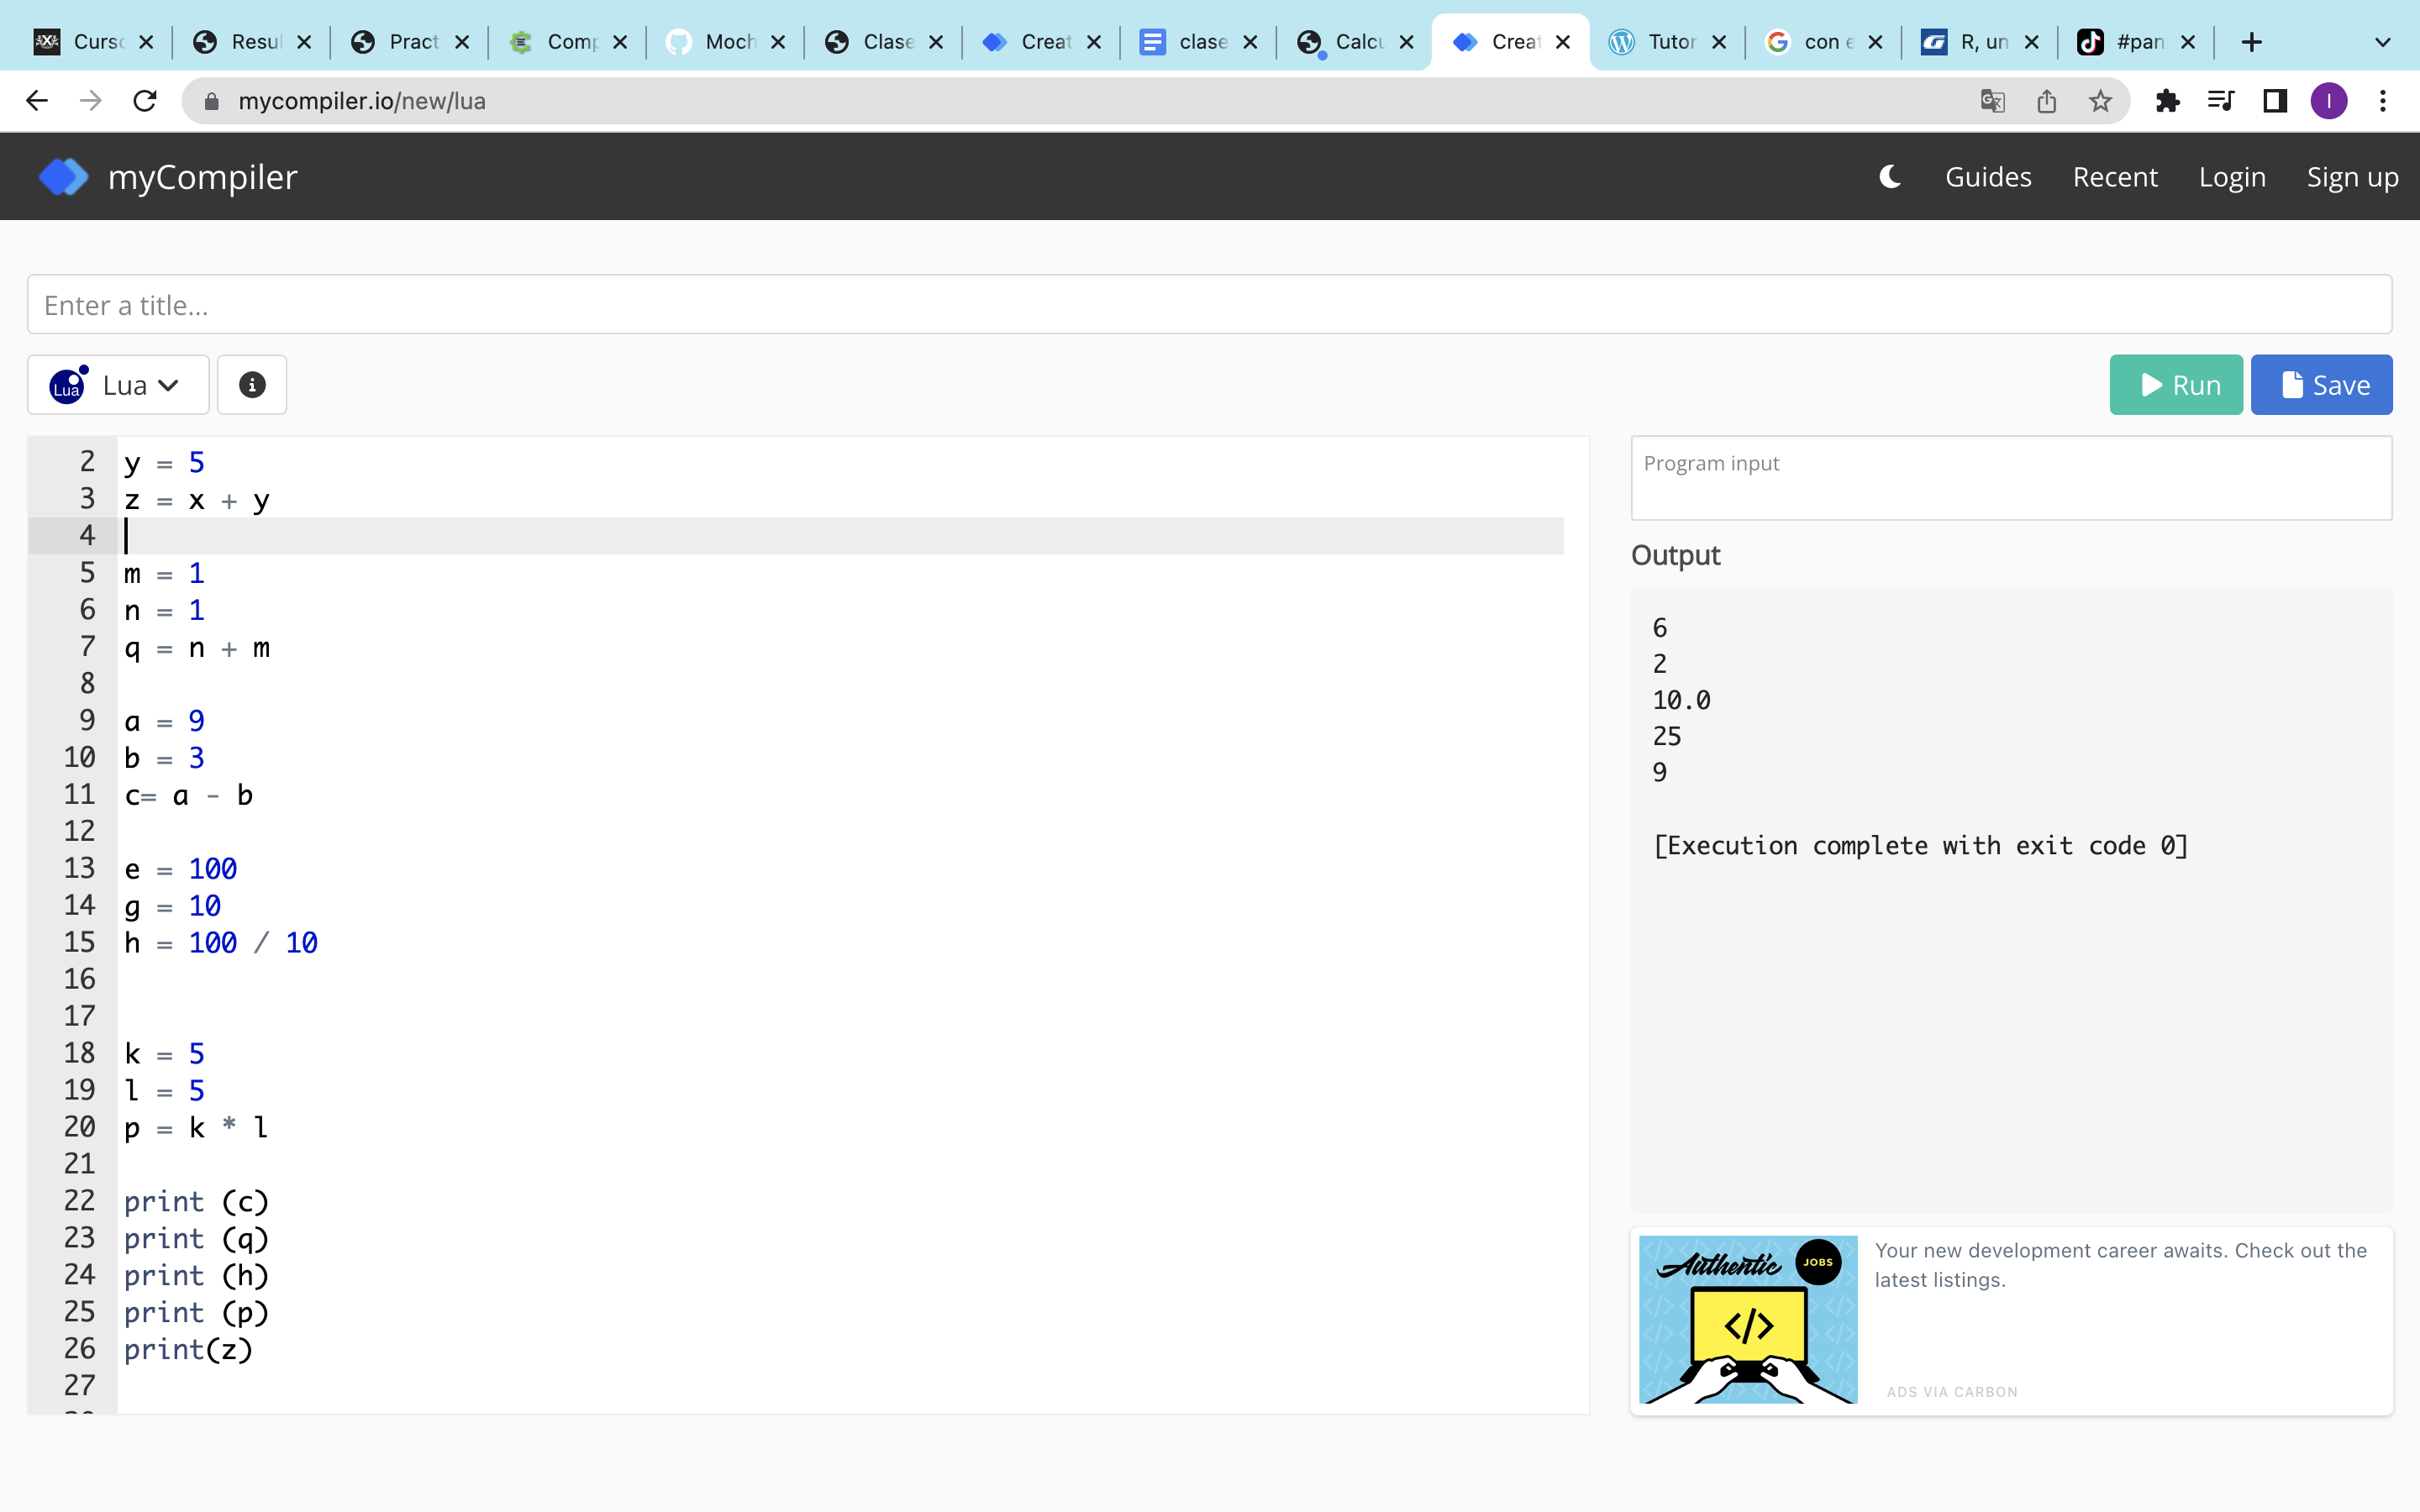 Curso
Resul
Pract
Comp
Moch
Clase
Creat
clase
Calcu
Creat
Tutor
con e
R, un
#pan
mycompiler.io/new/lua
I
myCompiler
Guides
Recent
Login
Sign up
Enter a title...
Lua
Lua
Run
Save
2 y = 5
3 z = x + y
4
5 m = 1
6 n = 1
7 q = n + m
8
9 a = 9
10 b = 3
11 c= a - b
12
13 e = 100
14 g = 10
15 h = 100 / 10
16
17
18 k = 5
19 l = 5
20 p = k * l
21
22 print (c)
23 print (q)
24 print (h)
25 print (p)
26 print(z)
27
Program input
Output
6
2
10.0
25
9
[Execution complete with exit code 0]
Authentic
JOBS
</>
Your new development career awaits. Check out the
latest listings.
ADS VIA CARBON